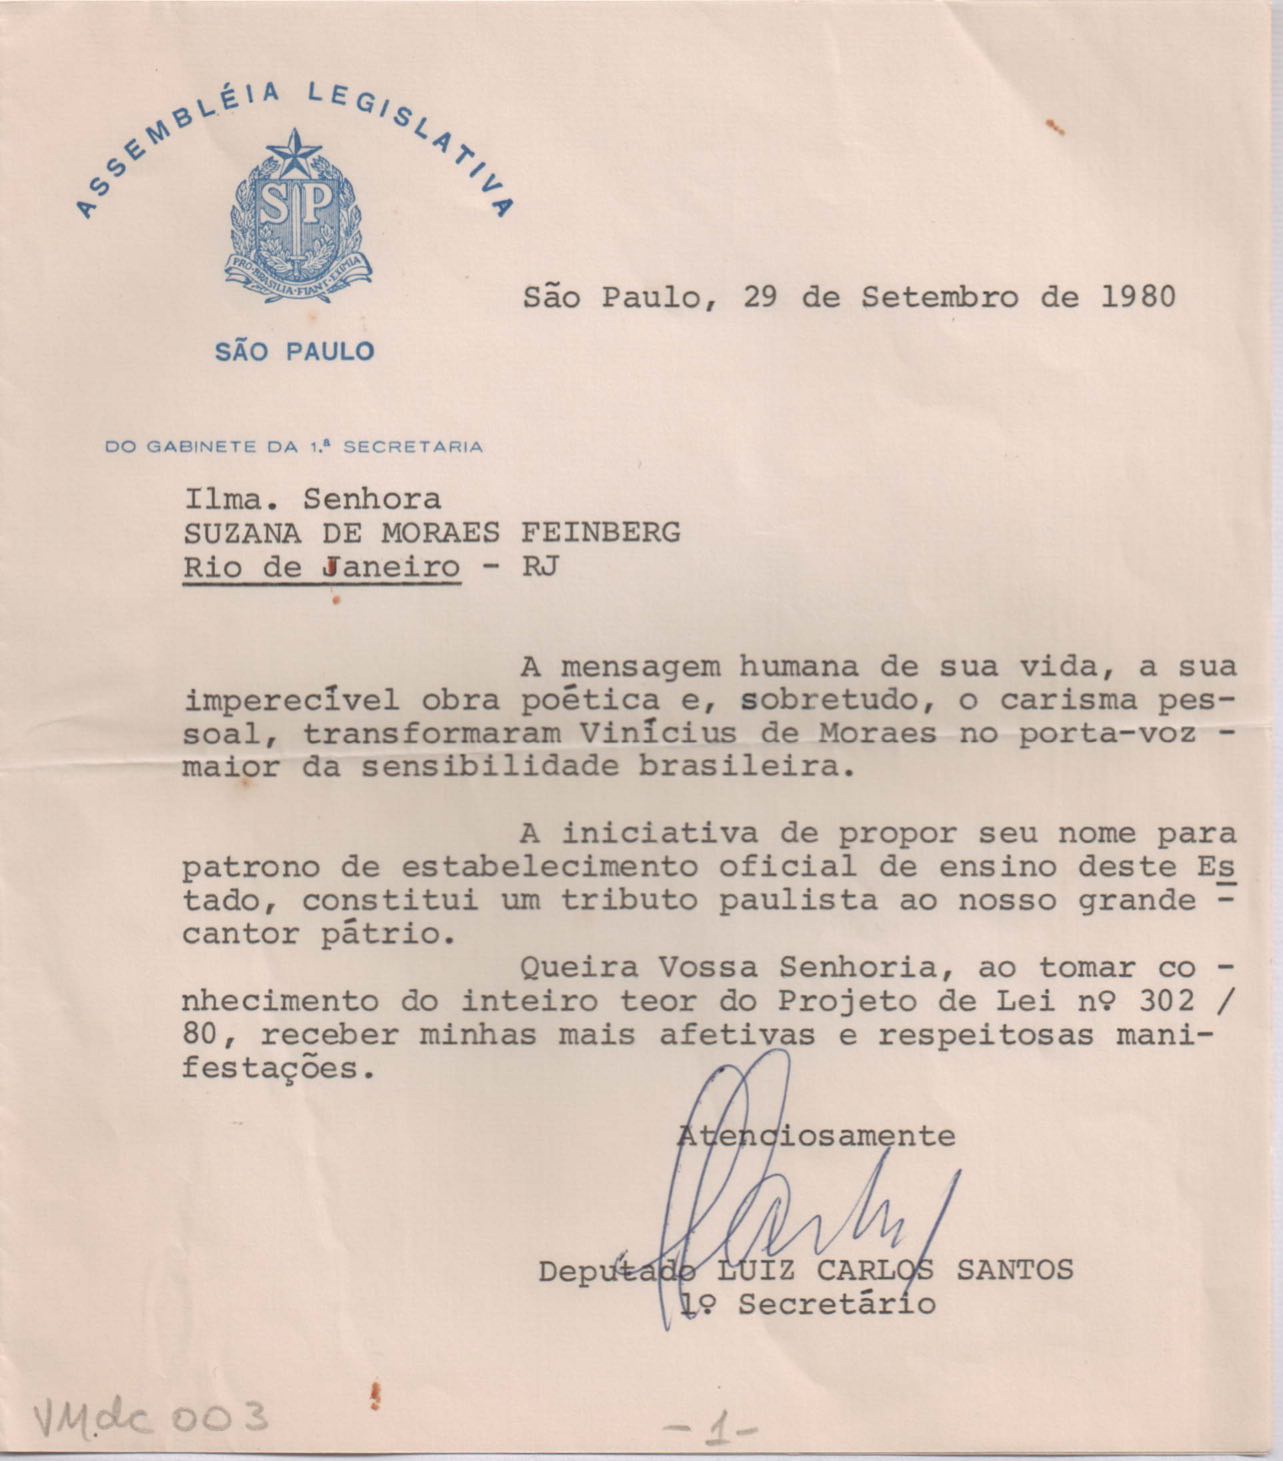 ASSEMBLÉIA LEGISLATIVA
SP
PRO·BRASILIA·FIANT·EXIMIA
SÃO PAULO
São Paulo, 29 de Setembro de 1980
DO GABINETE DA 1.ª SECRETARIA
Ilma. Senhora
SUZANA DE MORAES FEINBERG
Rio de Janeiro - RJ
A mensagem humana de sua vida, a sua
imperecível obra poética e, sobretudo, o carisma pes-
soal, transformaram Vinícius de Moraes no porta-voz -
maior da sensibilidade brasileira.
A iniciativa de propor seu nome para
patrono de estabelecimento oficial de ensino deste Es
tado, constitui um tributo paulista ao nosso grande -
cantor pátrio.
Queira Vossa Senhoria, ao tomar co -
nhecimento do inteiro teor do Projeto de Lei nº 302 /
80, receber minhas mais afetivas e respeitosas mani-
festações.
Atenciosamente
Deputado LUIZ CARLOS SANTOS
1º Secretário
VMdc 003
- 1 -